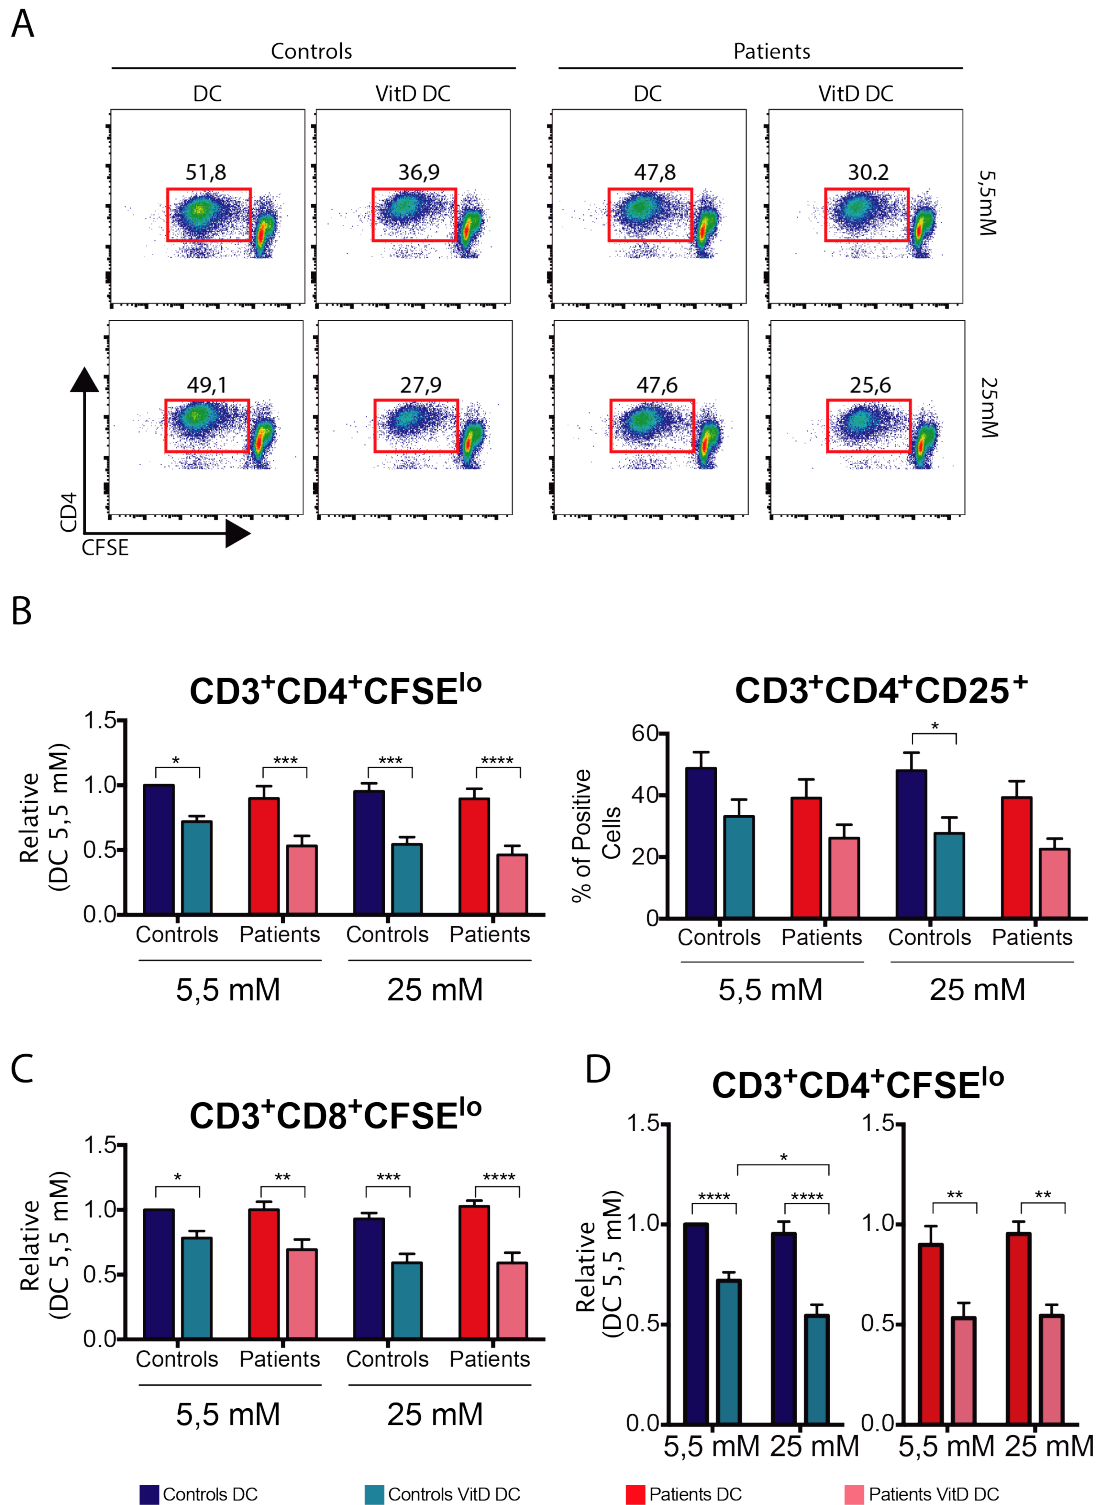 A
Controls
Patients
DC
VitD DC
DC
VitD DC
51,8
36,9
47,8
30.2
5,5mM
49,1
27,9
47,6
25,6
25mM
CD4
CFSE
B
CD3+CD4+CFSElo
1.5
1.0
0.5
0.0
Relative
(DC 5,5 mM)
*
***
***
****
Controls
Patients
Controls
Patients
5,5 mM
25 mM
CD3+CD4+CD25+
60
40
20
0
% of Positive
Cells
*
Controls
Patients
Controls
Patients
5,5 mM
25 mM
C
CD3+CD8+CFSElo
1.5
1.0
0.5
0.0
Relative
(DC 5,5 mM)
*
**
***
****
Controls
Patients
Controls
Patients
5,5 mM
25 mM
D
CD3+CD4+CFSElo
1.5
1.0
0.5
0.0
Relative
(DC 5,5 mM)
*
****
****
5,5 mM
25 mM
1.5
1.0
0.5
0.0
**
**
5,5 mM
25 mM
Controls DC
Controls VitD DC
Patients DC
Patients VitD DC